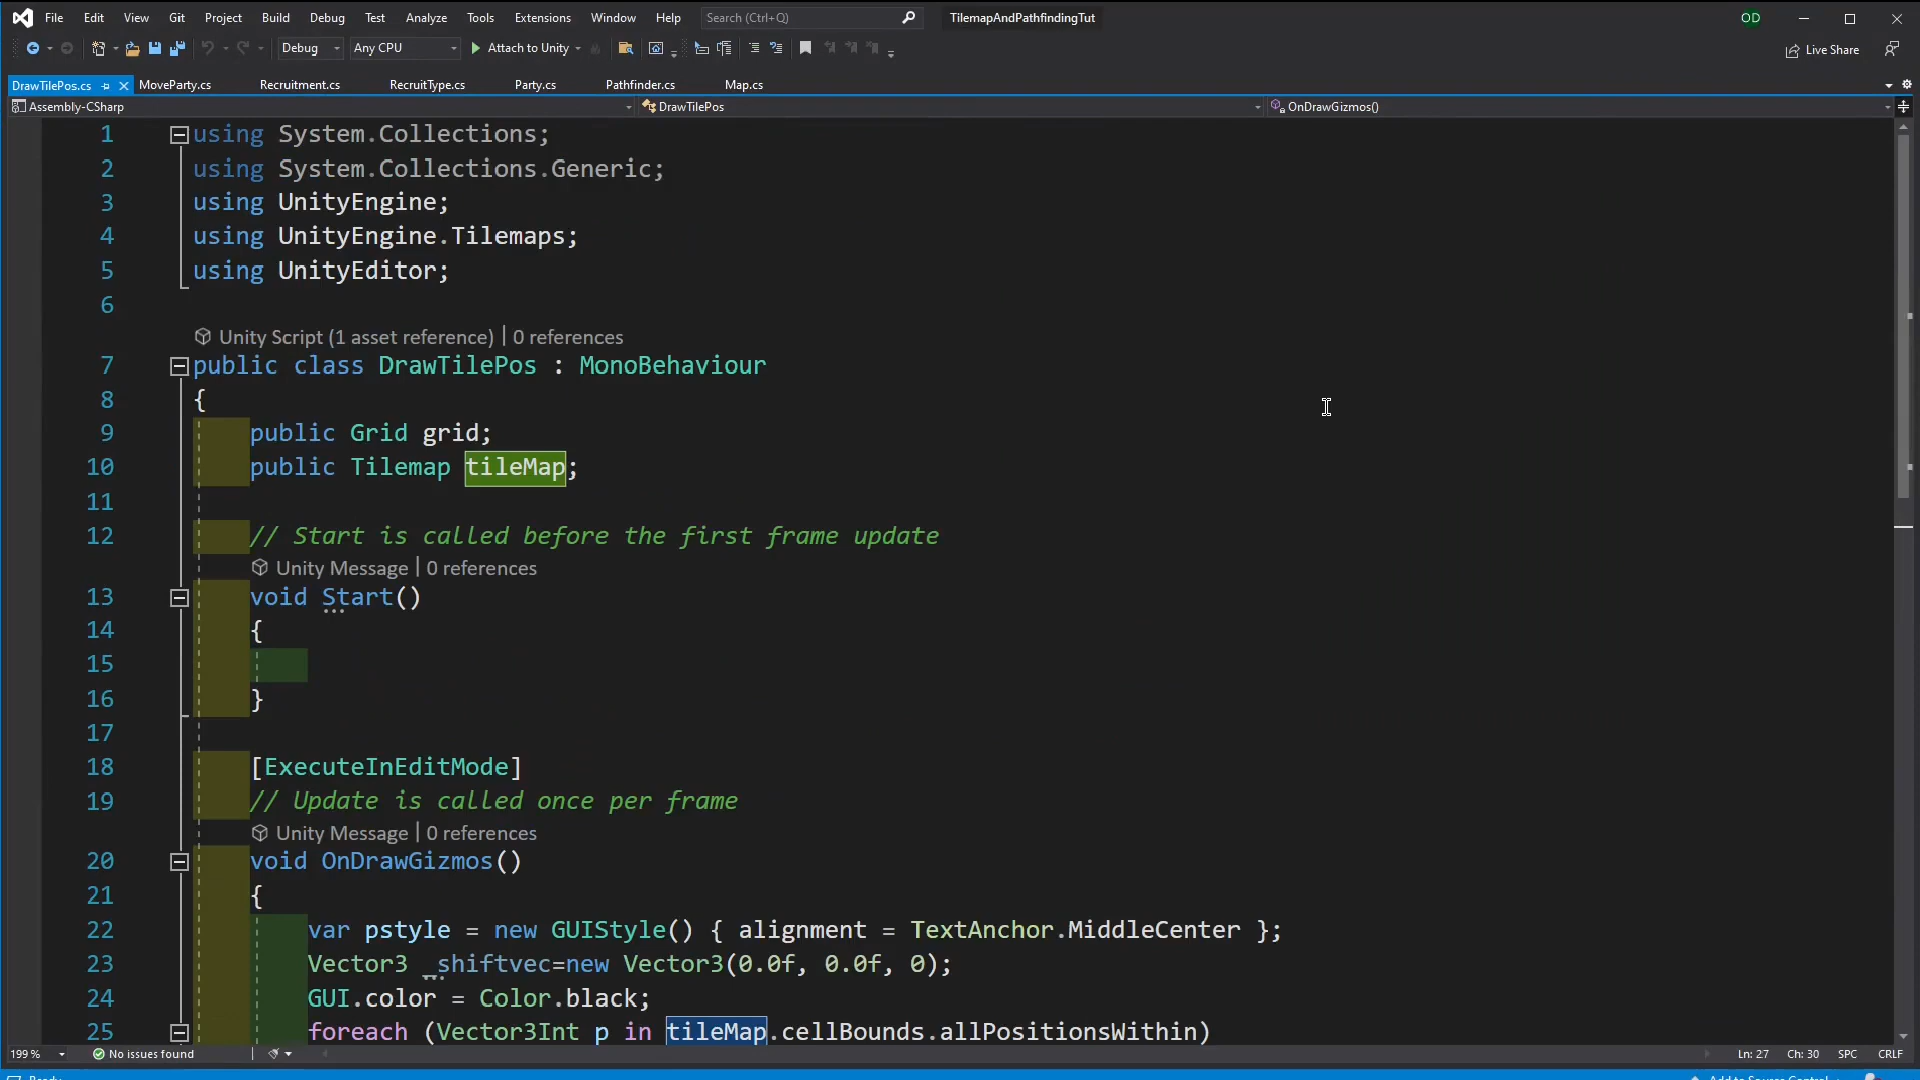 File Edit View Git Project Build Debug Test Analyze Tools Extensions Window Help Search (Ctrl+Q) TilemapAndPathfindingTut OD
Debug Any CPU Attach to Unity Live Share
DrawTilePos.cs MoveParty.cs Recruitment.cs RecruitType.cs Party.cs Pathfinder.cs Map.cs
Assembly-CSharp DrawTilePos OnDrawGizmos()
1 using System.Collections;
2 using System.Collections.Generic;
3 using UnityEngine;
4 using UnityEngine.Tilemaps;
5 using UnityEditor;
6
Unity Script (1 asset reference) | 0 references
7 public class DrawTilePos : MonoBehaviour
8 {
9 public Grid grid;
10 public Tilemap tileMap;
11
12 // Start is called before the first frame update
Unity Message | 0 references
13 void Start()
14 {
15
16 }
17
18 [ExecuteInEditMode]
19 // Update is called once per frame
Unity Message | 0 references
20 void OnDrawGizmos()
21 {
22 var pstyle = new GUIStyle() { alignment = TextAnchor.MiddleCenter };
23 Vector3 _shiftvec=new Vector3(0.0f, 0.0f, 0);
24 GUI.color = Color.black;
25 foreach (Vector3Int p in tileMap.cellBounds.allPositionsWithin)
199 % No issues found Ln: 27 Ch: 30 SPC CRLF
Ready Add to Source Control